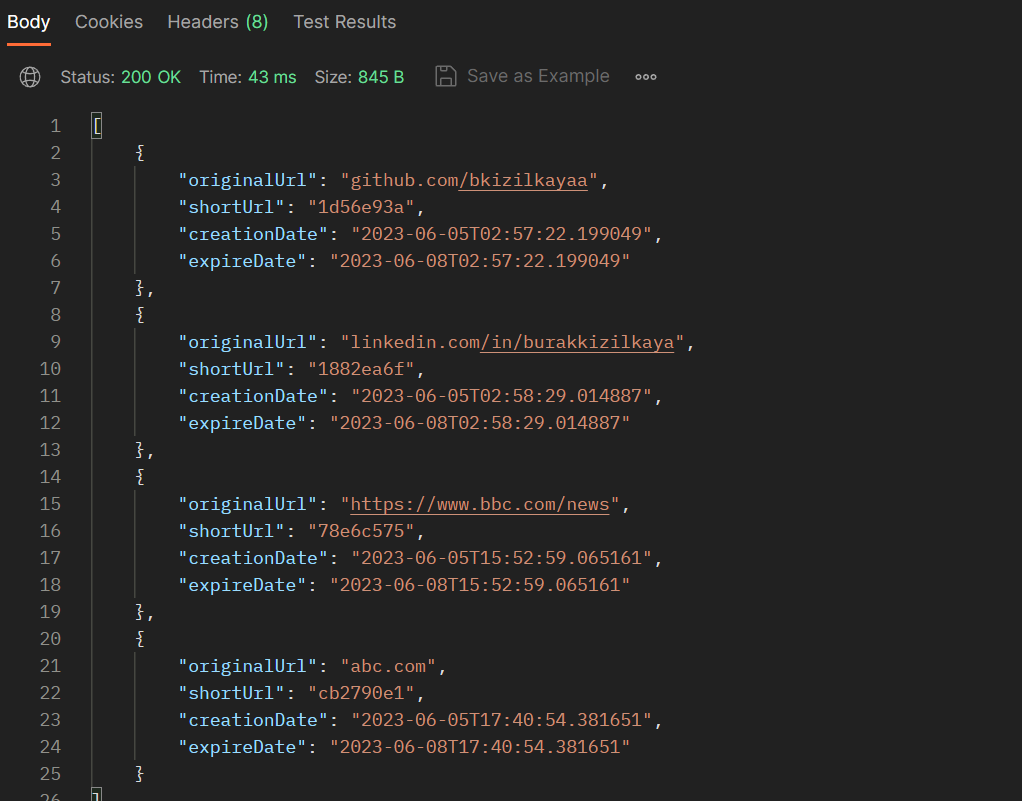 Body Cookies Headers (8) Test Results
Status: 200 OK Time: 43 ms Size: 845 B Save as Example
1 [
2 {
3 "originalUrl": "github.com/bkizilkayaa",
4 "shortUrl": "1d56e93a",
5 "creationDate": "2023-06-05T02:57:22.199049",
6 "expireDate": "2023-06-08T02:57:22.199049"
7 },
8 {
9 "originalUrl": "linkedin.com/in/burakkizilkaya",
10 "shortUrl": "1882ea6f",
11 "creationDate": "2023-06-05T02:58:29.014887",
12 "expireDate": "2023-06-08T02:58:29.014887"
13 },
14 {
15 "originalUrl": "https://www.bbc.com/news",
16 "shortUrl": "78e6c575",
17 "creationDate": "2023-06-05T15:52:59.065161",
18 "expireDate": "2023-06-08T15:52:59.065161"
19 },
20 {
21 "originalUrl": "abc.com",
22 "shortUrl": "cb2790e1",
23 "creationDate": "2023-06-05T17:40:54.381651",
24 "expireDate": "2023-06-08T17:40:54.381651"
25 }
26 ]